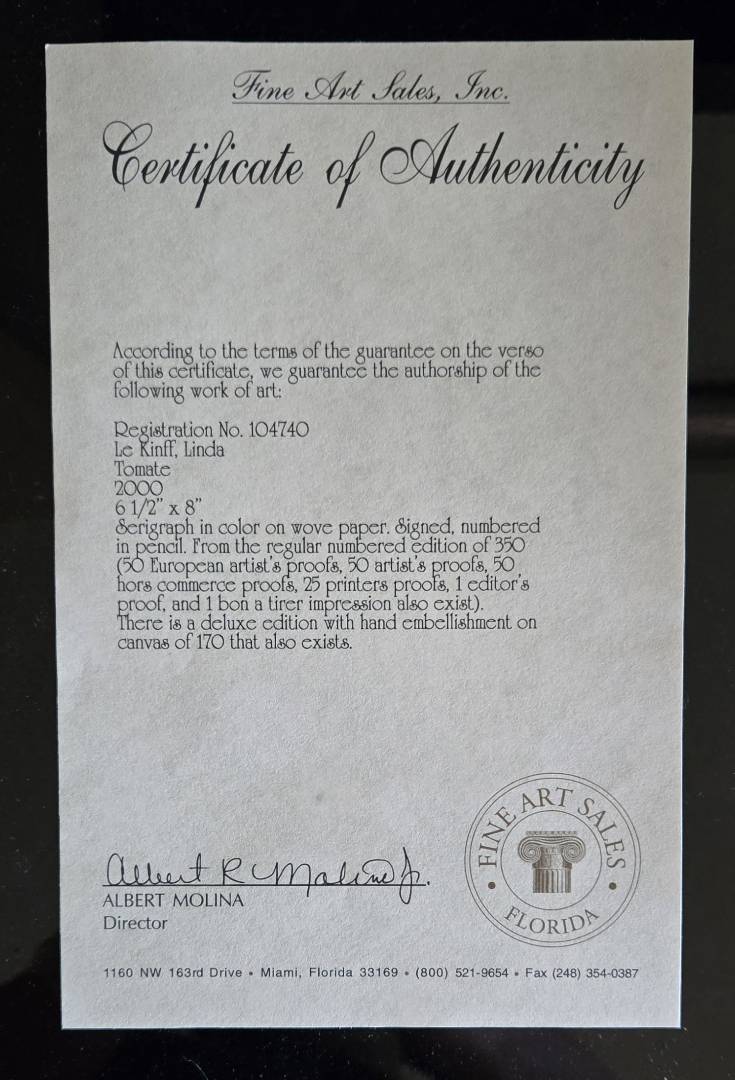 Fine Art Sales, Inc.
Certificate of Authenticity
According to the terms of the guarantee on the verso
of this certificate, we guarantee the authorship of the
following work of art:
Registration No. 104740
Le Kinff, Linda
Tomate
2000
6 1/2” x 8”
Serigraph in color on wove paper. Signed, numbered
in pencil. From the regular numbered edition of 350
(50 European artist's proofs, 50 artist's proofs, 50
hors commerce proofs, 25 printers proofs, 1 editor's
proof, and 1 bon a tirer impression also exist).
There is a deluxe edition with hand embellishment on
canvas of 170 that also exists.
Albert R Molina Jr.
ALBERT MOLINA
Director
FINE ART SALES
FLORIDA
1160 NW 163rd Drive • Miami, Florida 33169 • (800) 521-9654 • Fax (248) 354-0387